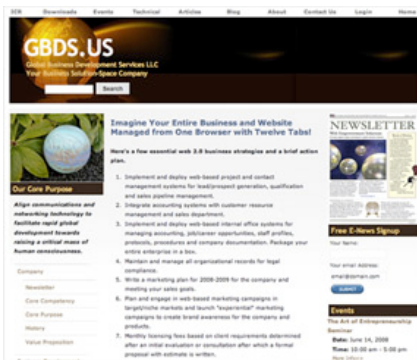 ICR Downloads Events Technical Articles Blog About Contact Us Login Home
GBDS.US
Global Business Development Services LLC
Your Business Solution-Space Company
Search
Imagine Your Entire Business and Website
Managed from One Browser with Twelve Tabs!
Here's a few essential web 2.0 business strategies and a brief action
plan.
1. Implement and deploy web-based project and contact
management systems for lead/prospect generation, qualification
and sales pipeline management.
2. Integrate accounting systems with customer resource
management and sales department.
3. Implement and deploy web-based internal office systems for
managing accounting, job/career opportunities, staff profiles,
protocols, procedures and company documentation. Package your
entire enterprise in a box.
4. Maintain and manage all organizational records for legal
compliance.
5. Write a marketing plan for 2008-2009 for the company and
meeting your sales goals.
6. Plan and engage in web-based marketing campaigns in
target/niche markets and launch "experiential" marketing
campaigns to create brand awareness for the company and
products.
7. Monthly licensing fees based on client requirements determined
after an initial evaluation or consultation after which a formal
proposal with estimate is written.
Our Core Purpose
Align communications and
networking technology to
facilitate rapid global
development towards
raising a critical mass of
human consciousness.
Company
Newsletter
Core Competency
Core Purpose
History
Value Proposition
NEWSLETTER
Free E-News Signup
Your Name:
Your email Address:
email@domain.com
SUBMIT
Events
The Art of Entrepreneurship
Seminar
Date: June 14, 2008
Time: 10:00 am - 5:00 pm